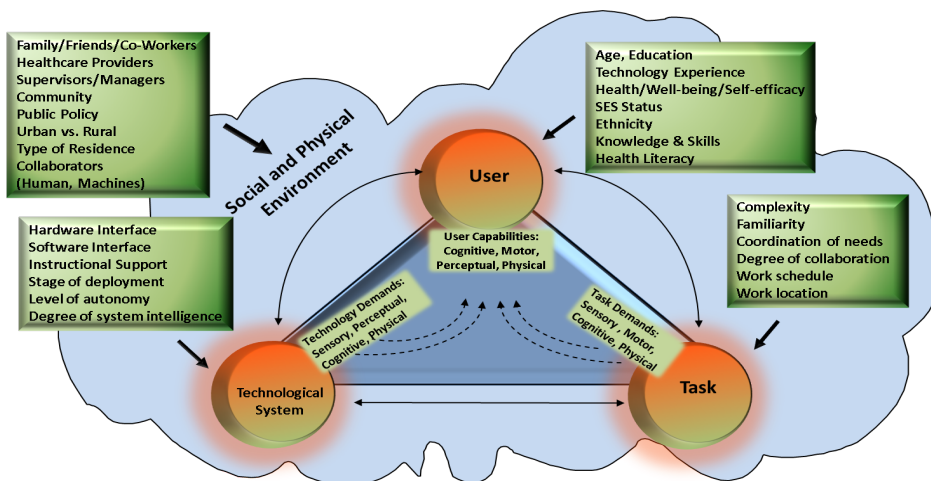 Family/Friends/Co-Workers
Healthcare Providers
Supervisors/Managers
Community
Public Policy
Urban vs. Rural
Type of Residence
Collaborators
(Human, Machines)
Social and Physical
Environment
Age, Education
Technology Experience
Health/Well-being/Self-efficacy
SES Status
Ethnicity
Knowledge & Skills
Health Literacy
User
User Capabilities:
Cognitive, Motor,
Perceptual, Physical
Hardware Interface
Software Interface
Instructional Support
Stage of deployment
Level of autonomy
Degree of system intelligence
Complexity
Familiarity
Coordination of needs
Degree of collaboration
Work schedule
Work location
Technology Demands:
Sensory, Perceptual,
Cognitive, Physical
Task Demands:
Sensory , Motor,
Cognitive, Physical
Technological
System
Task